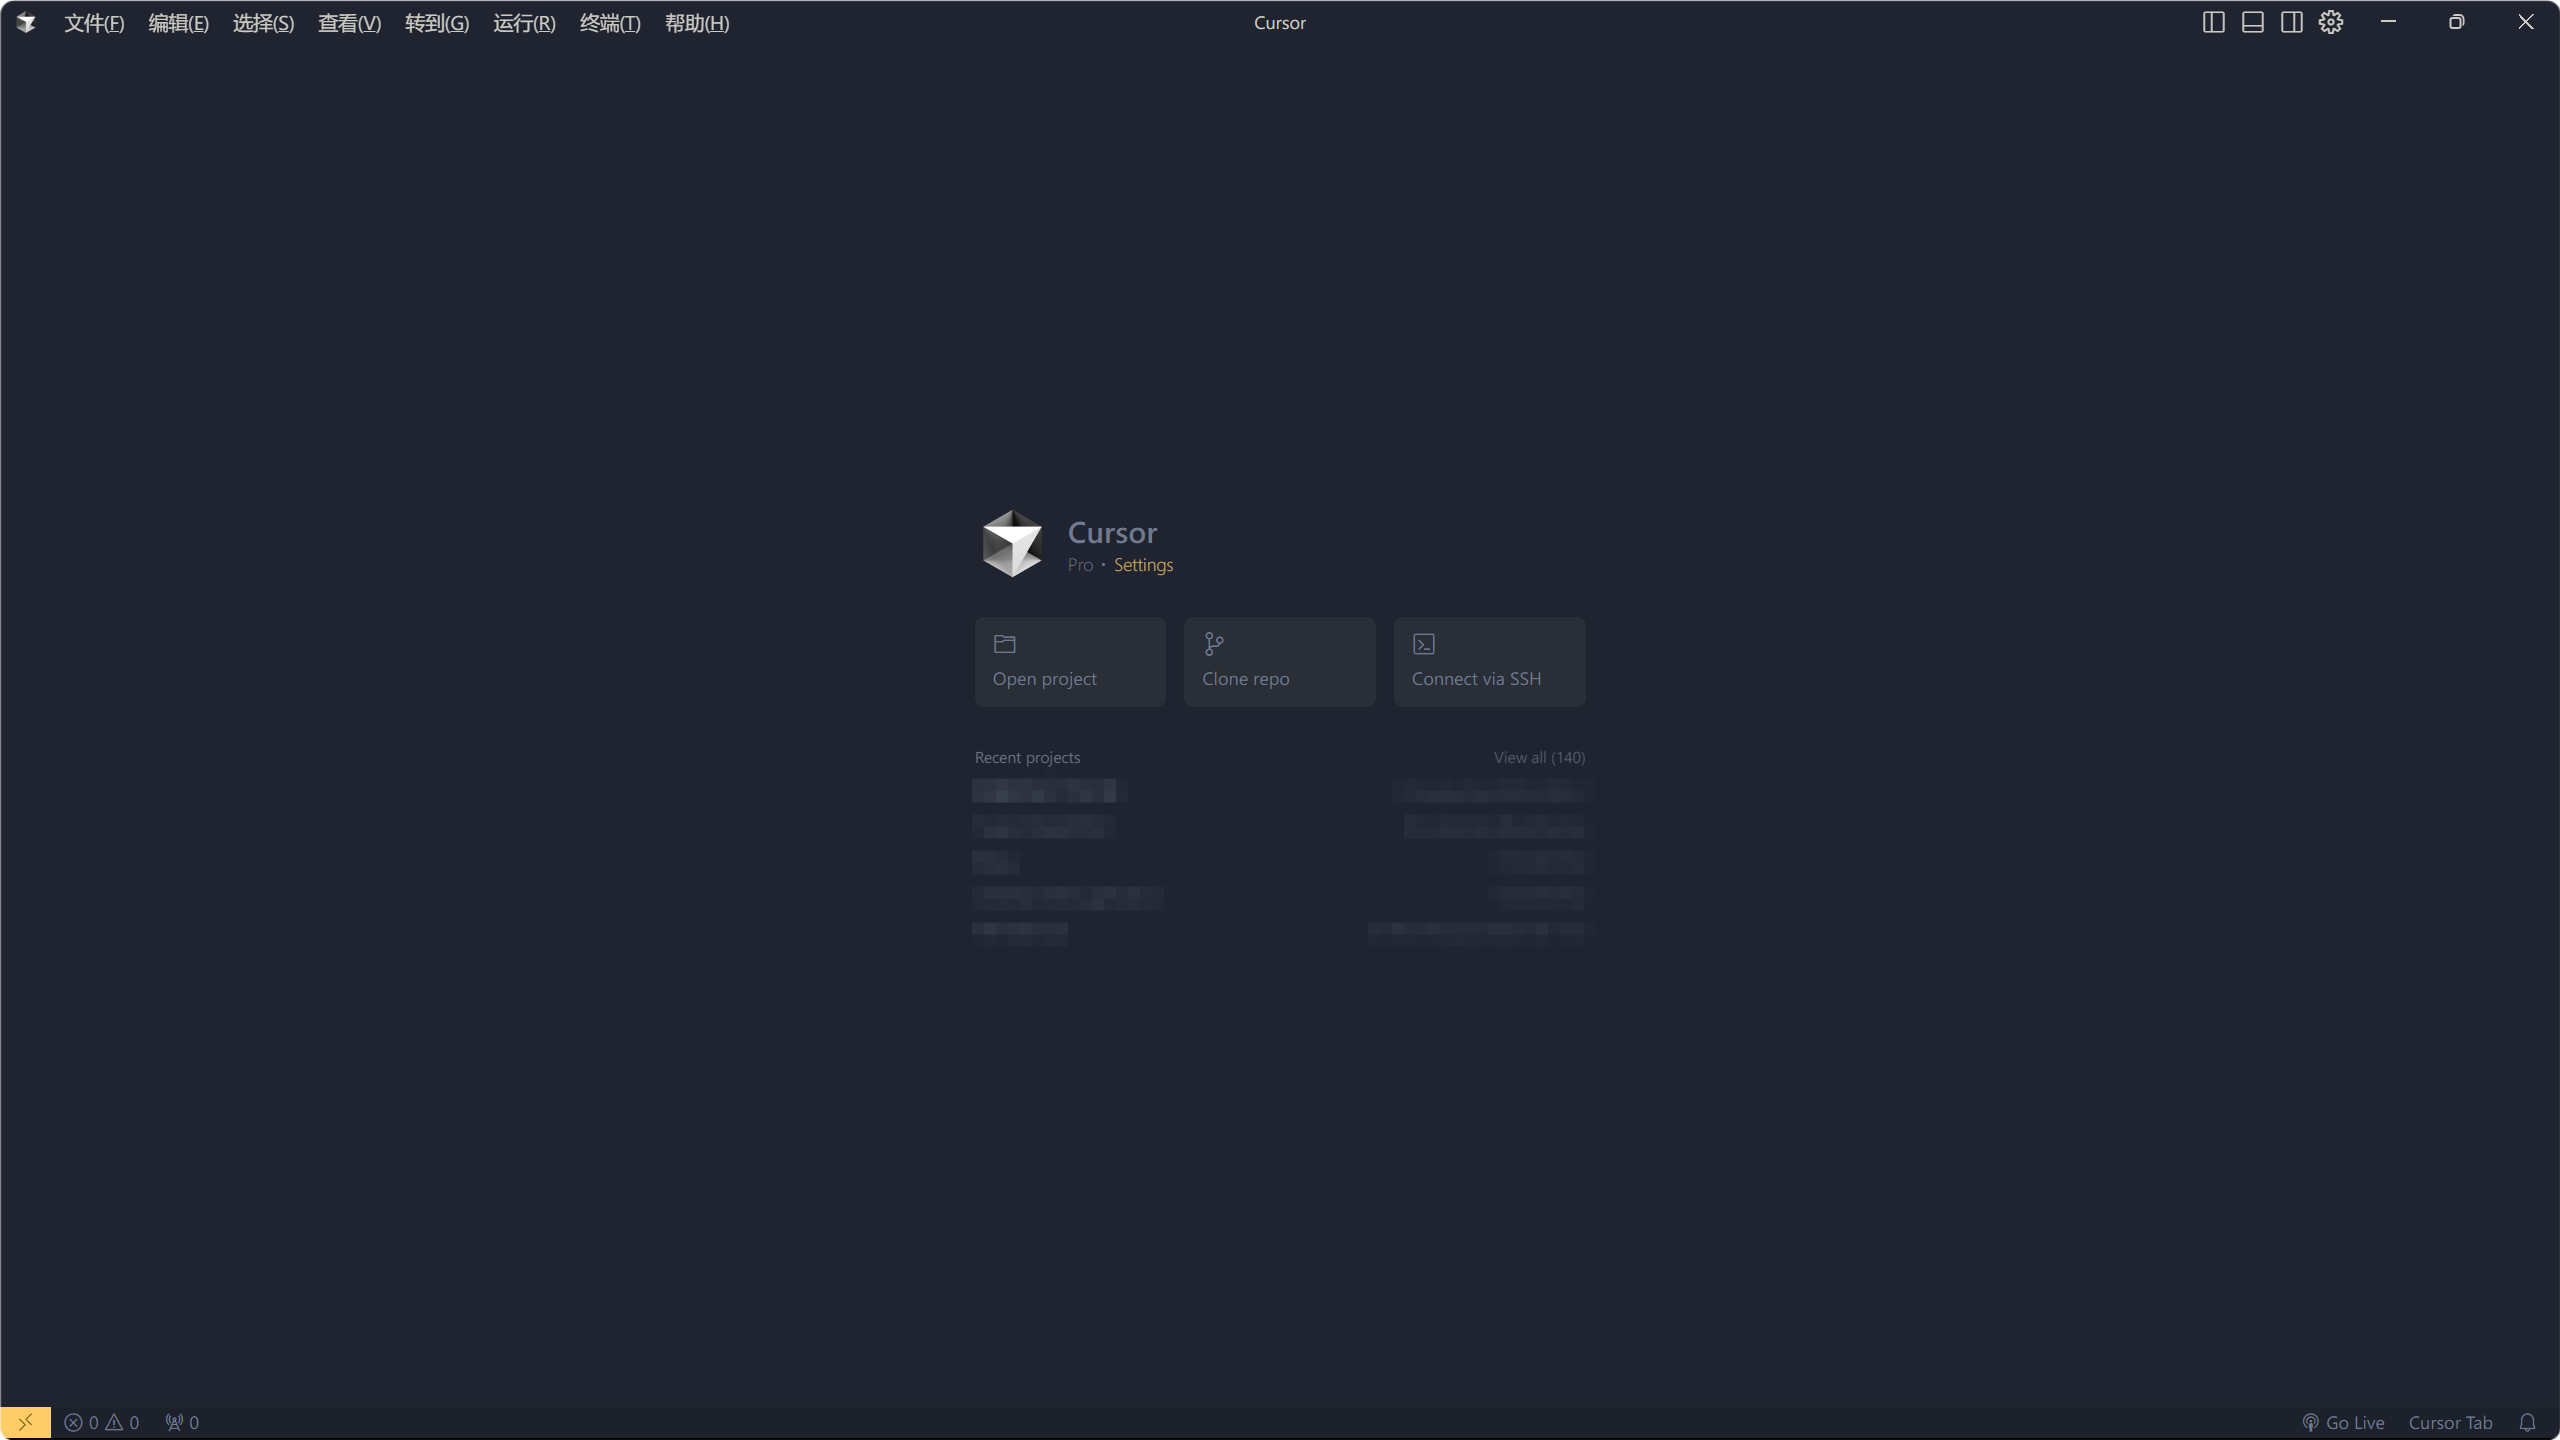 文件(F) 编辑(E) 选择(S) 查看(V) 转到(G) 运行(R) 终端(T) 帮助(H) Cursor
Cursor
Pro • Settings
Open project Clone repo Connect via SSH
Recent projects View all (140)
0 0 0 Go Live Cursor Tab